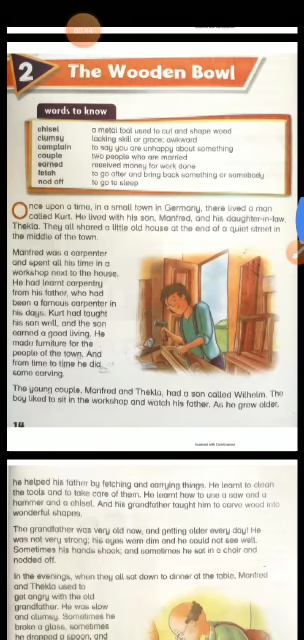 2 The Wooden Bowl
words to know
chisel a metal tool used to cut and shape wood
clumsy lacking skill or grace; awkward
complain to say you are unhappy about something
couple two people who are married
earned received money for work done
fetch to go after and bring back something or somebody
nod off to go to sleep
Once upon a time, in a small town in Germany, there lived a man
called Kurt. He lived with his son, Manfred, and his daughter-in-law,
Thekla. They all shared a little old house at the end of a quiet street in
the middle of the town.
Manfred was a carpenter
and spent all his time in a
workshop next to the house.
He had learnt carpentry
from his father, who had
been a famous carpenter in
his days. Kurt had taught
his son well, and the son
earned a good living. He
made furniture for the
people of the town. And
from time to time he did
some carving.
The young couple, Manfred and Thekla, had a son called Wilhelm. The
boy liked to sit in the workshop and watch his father. As he grew older,
14
Scanned with CamScanner
he helped his father by fetching and carrying things. He learnt to clean
the tools and to take care of them. He learnt how to use a saw and a
hammer and a chisel. And his grandfather taught him to carve wood into
wonderful shapes.
The grandfather was very old now, and getting older every day! He
was not very strong; his eyes were dim and he could not see well.
Sometimes his hands shook; and sometimes he sat in a chair and
nodded off.
In the evenings, when they all sat down to dinner at the table, Manfred
and Thekla used to
get angry with the old
grandfather. He was slow
and clumsy. Sometimes he
broke a glass, sometimes
he dropped a spoon, and